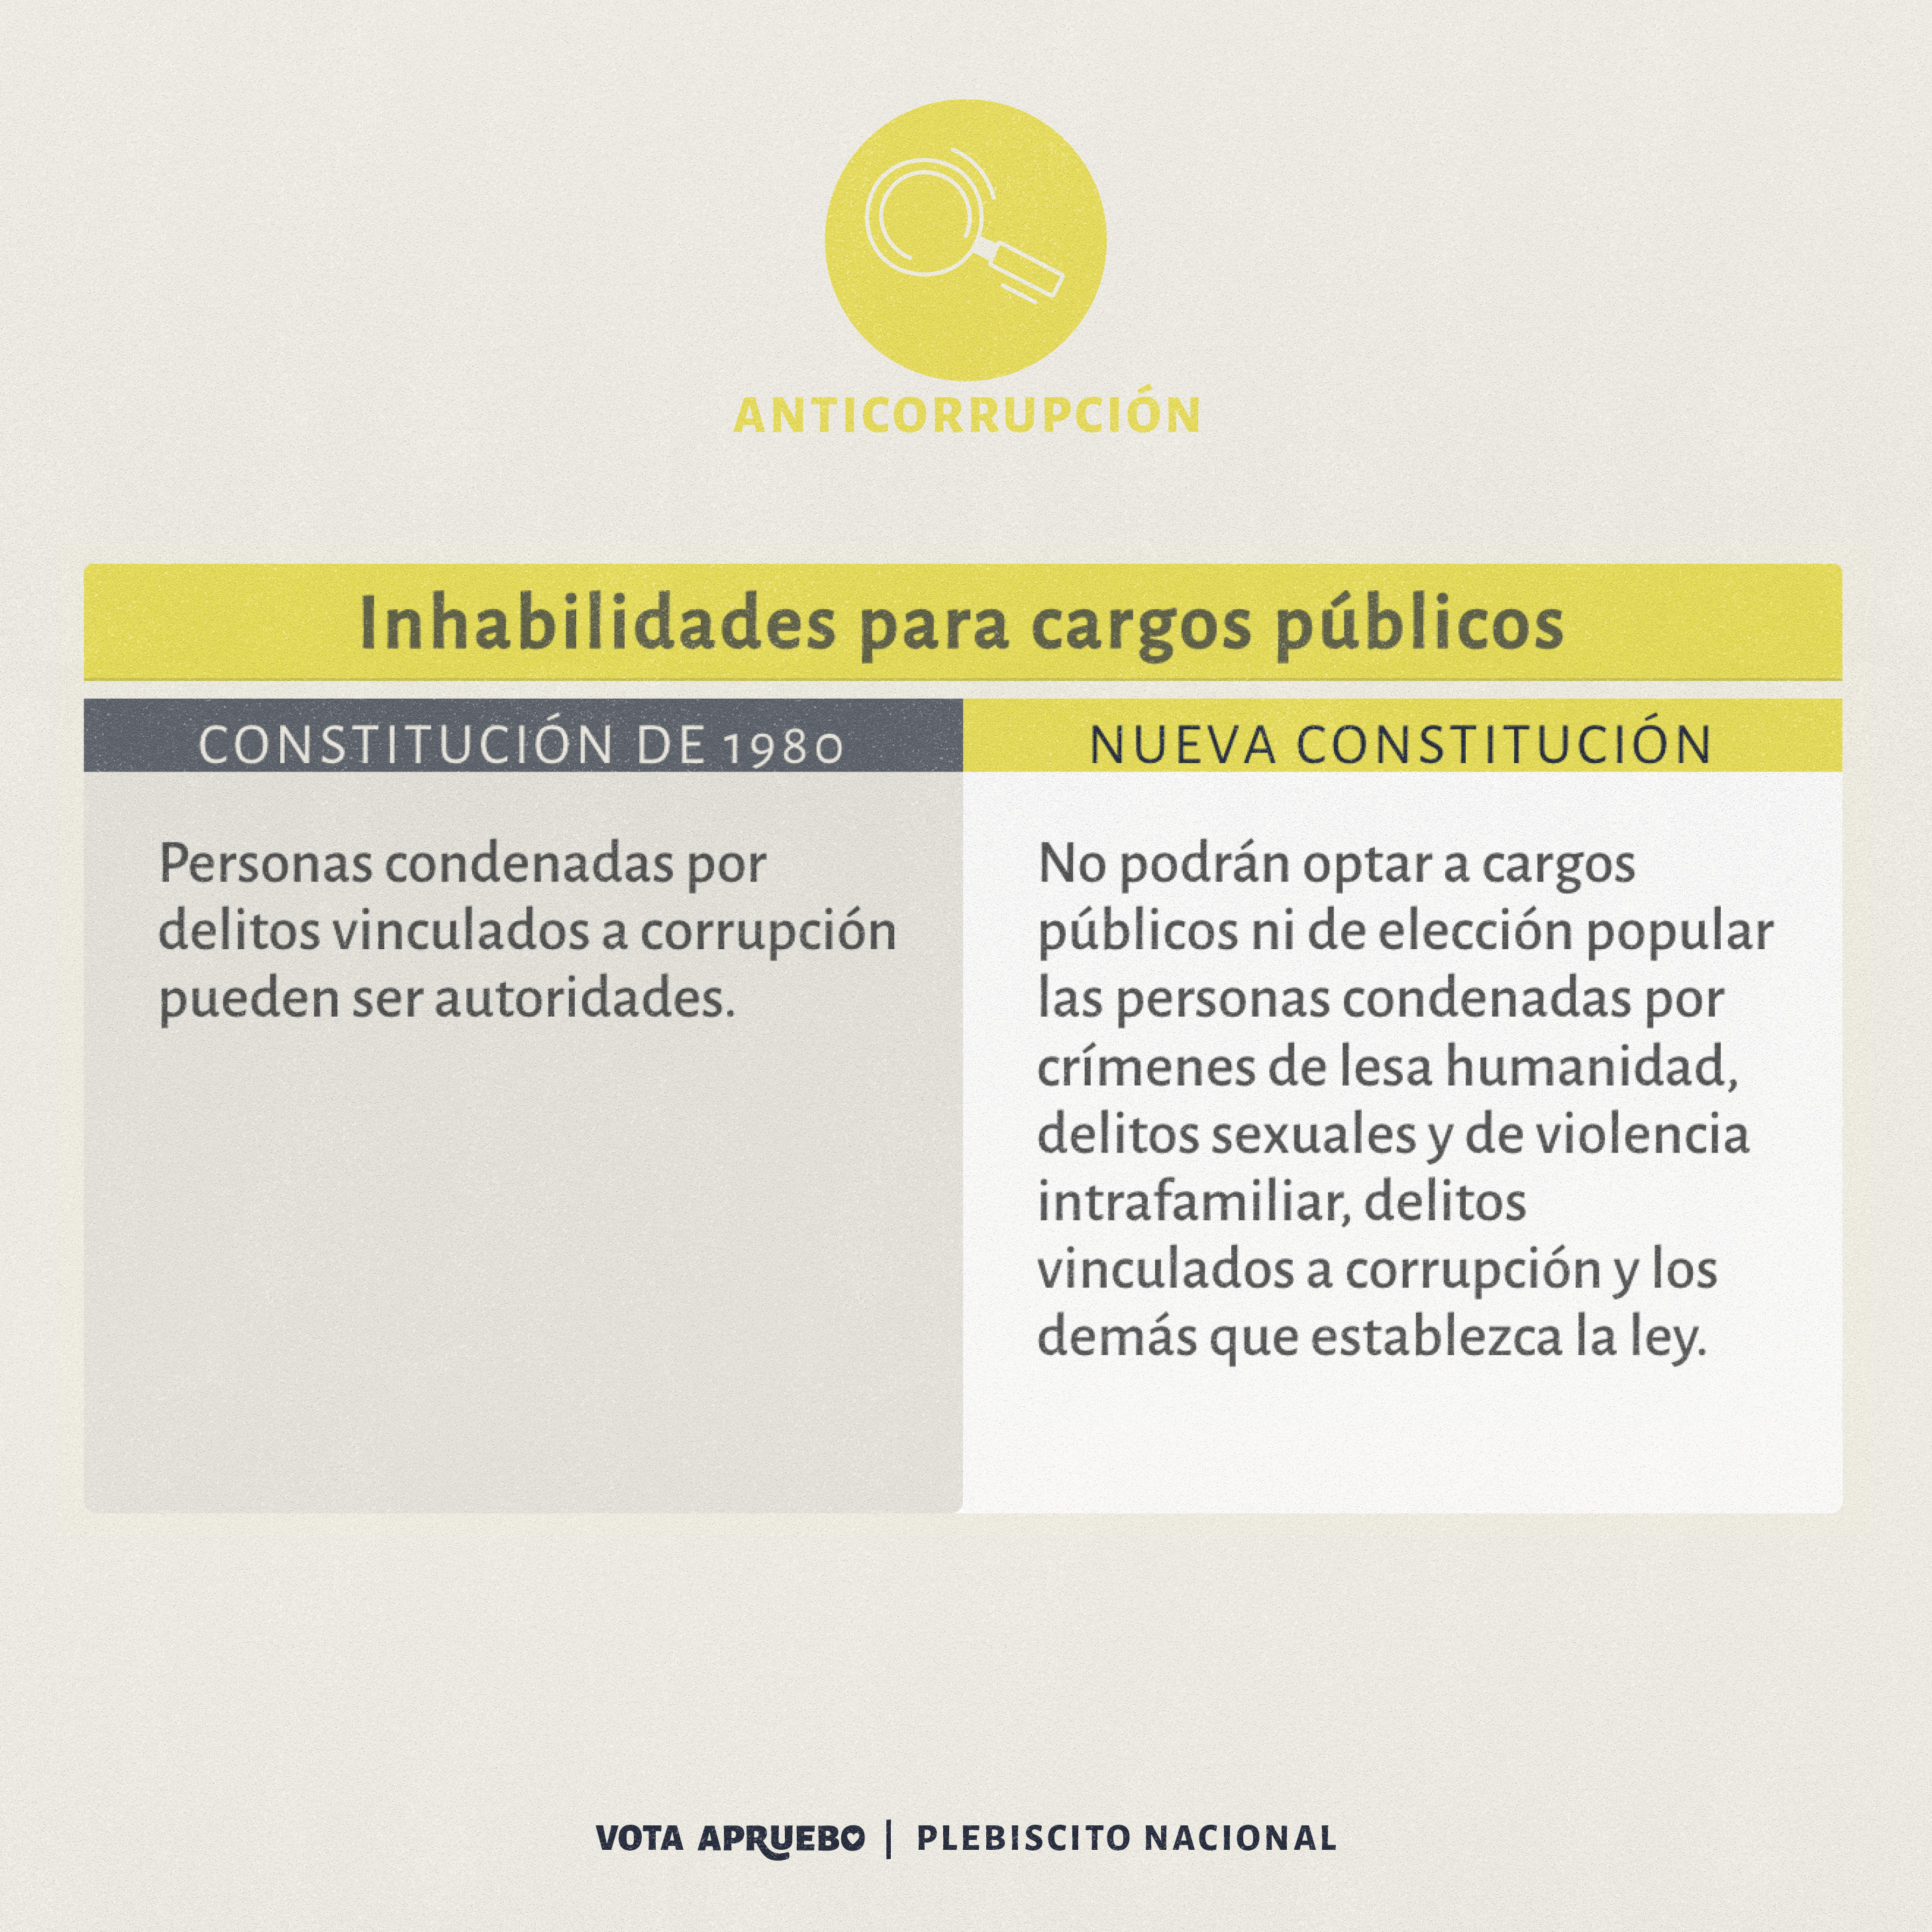 ANTICORRUPCIÓN
Inhabilidades para cargos públicos
CONSTITUCIÓN DE 1980
Personas condenadas por
delitos vinculados a corrupción
pueden ser autoridades.
NUEVA CONSTITUCIÓN
No podrán optar a cargos
públicos ni de elección popular
las personas condenadas por
crímenes de lesa humanidad,
delitos sexuales y de violencia
intrafamiliar, delitos
vinculados a corrupción y los
demás que establezca la ley.
VOTA APRUEBO | PLEBISCITO NACIONAL